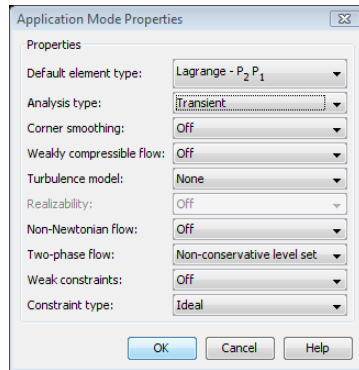 Application Mode Properties
Properties
Default element type: Lagrange - P2 P1
Analysis type: Transient
Corner smoothing: Off
Weakly compressible flow: Off
Turbulence model: None
Realizability: Off
Non-Newtonian flow: Off
Two-phase flow: Non-conservative level set
Weak constraints: Off
Constraint type: Ideal
OK Cancel Help